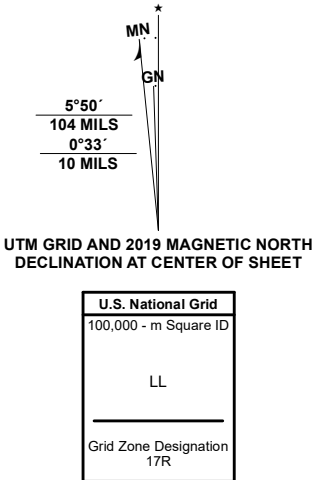 ★
MN
GN
5°50´
104 MILS
0°33´
10 MILS
UTM GRID AND 2019 MAGNETIC NORTH
DECLINATION AT CENTER OF SHEET
U.S. National Grid
100,000 - m Square ID
LL
Grid Zone Designation
17R